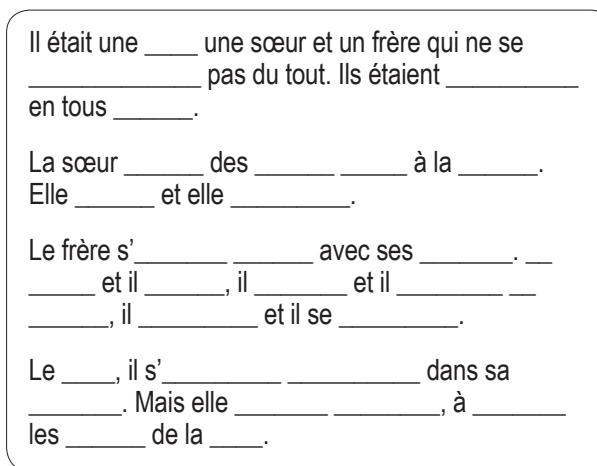 Il était une ____ une sœur et un frère qui ne se
_____________ pas du tout. Ils étaient __________
en tous ______.
La sœur ______ des ______ _____ à la ______.
Elle ______ et elle _________.
Le frère s’_______ ______ avec ses _______. __
_____ et il ______, il _______ et il ________ __
______, il _________ et il se _________.
Le ____, il s’_________ __________ dans sa
_______. Mais elle _______ ________, à _______
les ______ de la ____.